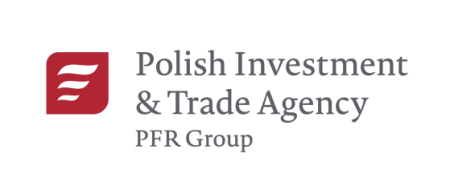 Polish Investment
& Trade Agency
PFR Group